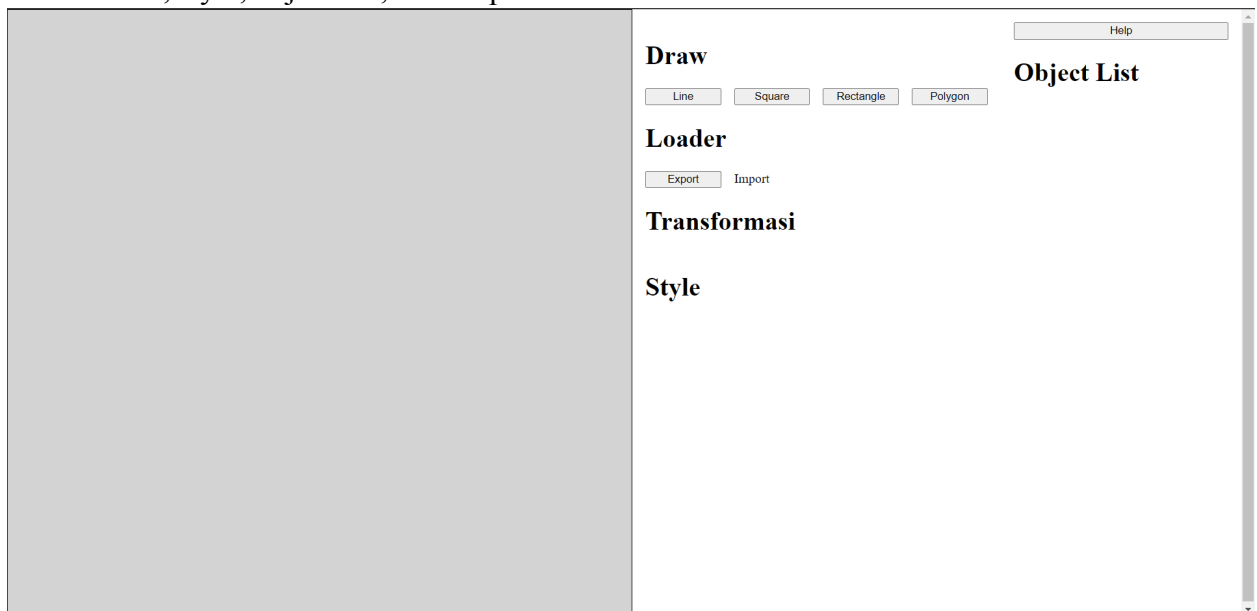 Help
Draw
Object List
Line Square Rectangle Polygon
Loader
Export Import
Transformasi
Style